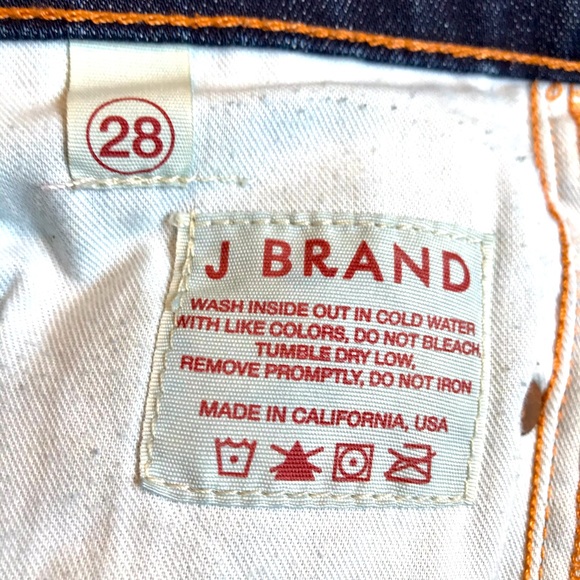 28
J BRAND
WASH INSIDE OUT IN COLD WATER
WITH LIKE COLORS, DO NOT BLEACH,
TUMBLE DRY LOW,
REMOVE PROMPTLY, DO NOT IRON
MADE IN CALIFORNIA, USA